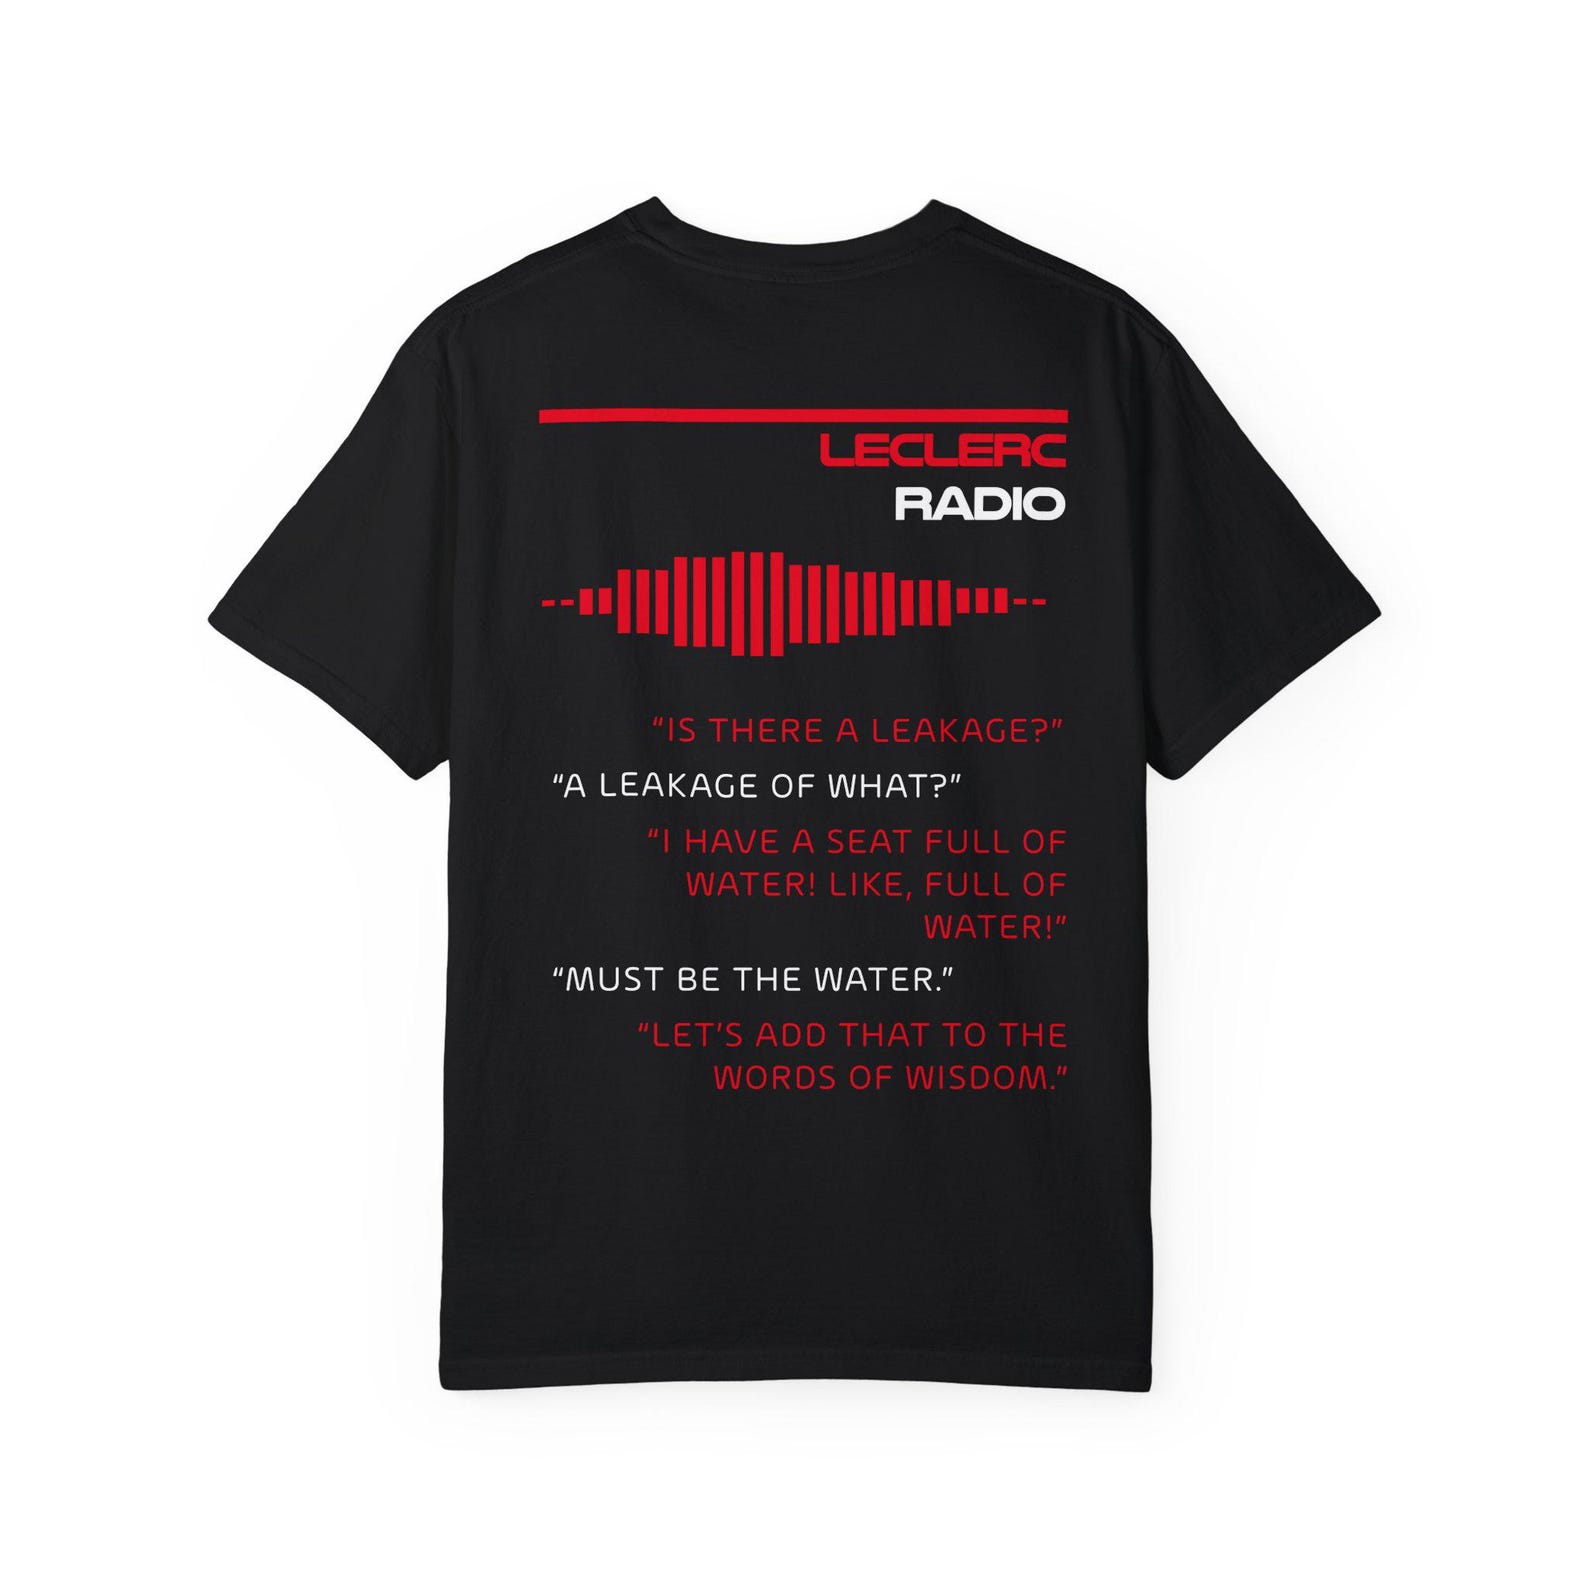 LECLERC
RADIO
“IS THERE A LEAKAGE?”
“A LEAKAGE OF WHAT?”
“I HAVE A SEAT FULL OF
WATER! LIKE, FULL OF
WATER!”
“MUST BE THE WATER.”
“LET’S ADD THAT TO THE
WORDS OF WISDOM.”